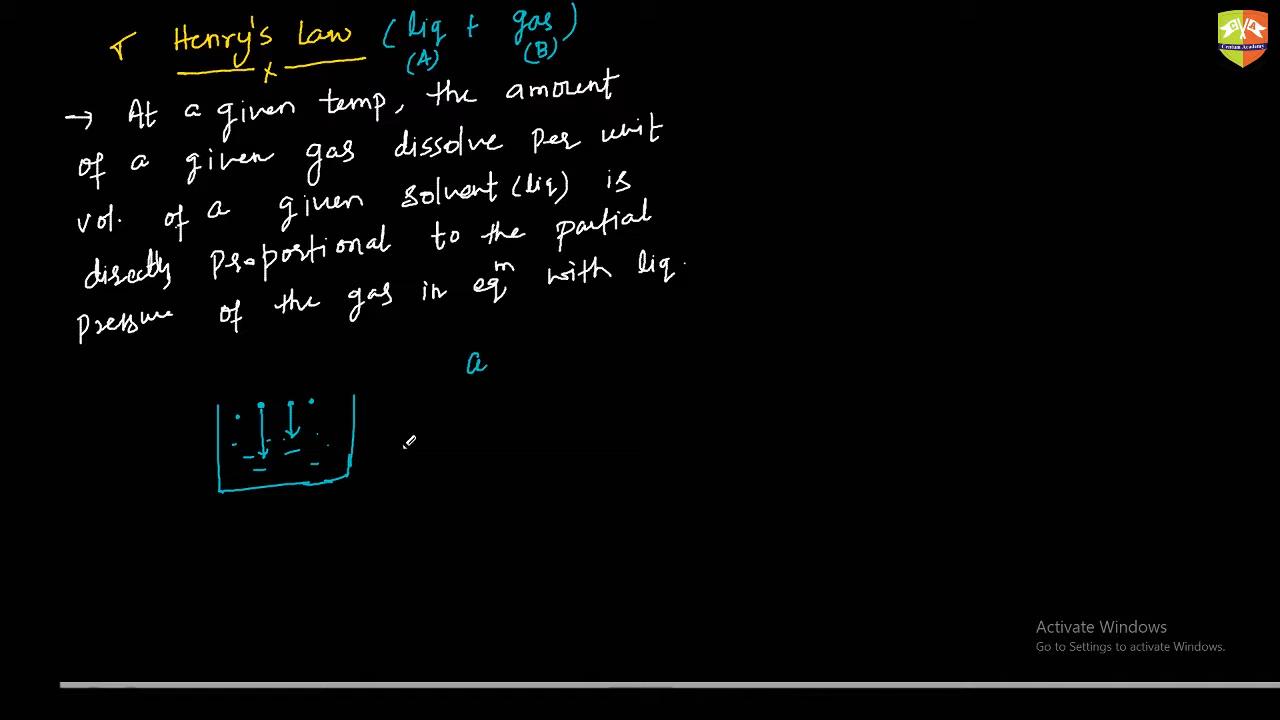 Henry's Law (liq + gas)
(A) (B)
→ At a given temp, the amount
of a given gas dissolve per unit
vol. of a given solvent (liq) is
directly proportional to the partial
pressure of the gas in eqᵐ with liq.
a
Centum Academy
Activate Windows
Go to Settings to activate Windows.